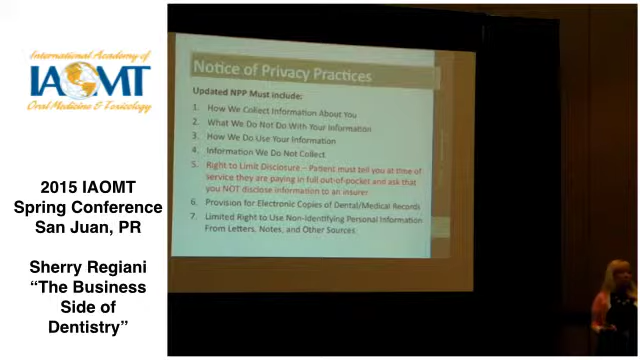 International Academy of
IAOMT
Oral Medicine & Toxicology
2015 IAOMT
Spring Conference
San Juan, PR
Sherry Regiani
“The Business
Side of
Dentistry”
Notice of Privacy Practices
Updated NPP Must include:
1. How We Collect Information About You
2. What We Do Not Do With Your Information
3. How We Do Use Your Information
4. Information We Do Not Collect
5. Right to Limit Disclosure – Patient must tell you at time of
service they are paying in full out-of-pocket and ask that
you NOT disclose information to an insurer
6. Provision for Electronic Copies of Dental/Medical Records
7. Limited Right to Use Non-Identifying Personal Information
From Letters, Notes, and Other Sources